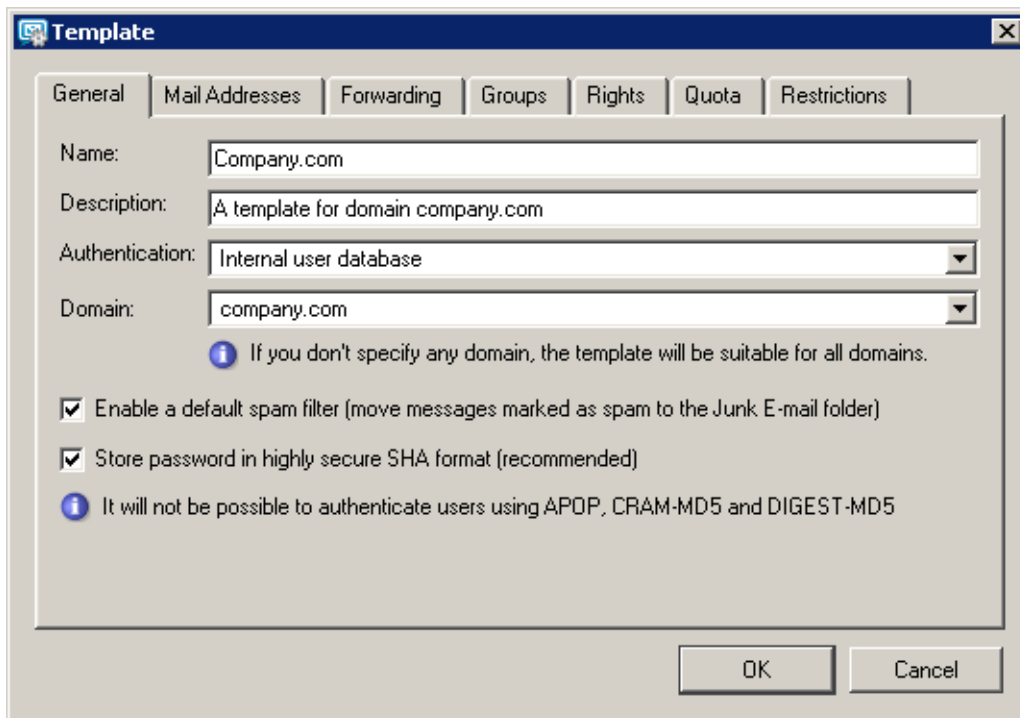 Template
General Mail Addresses Forwarding Groups Rights Quota Restrictions
Name: Company.com
Description: A template for domain company.com
Authentication: Internal user database
Domain: company.com
If you don't specify any domain, the template will be suitable for all domains.
Enable a default spam filter (move messages marked as spam to the Junk E-mail folder)
Store password in highly secure SHA format (recommended)
It will not be possible to authenticate users using APOP, CRAM-MD5 and DIGEST-MD5
OK Cancel